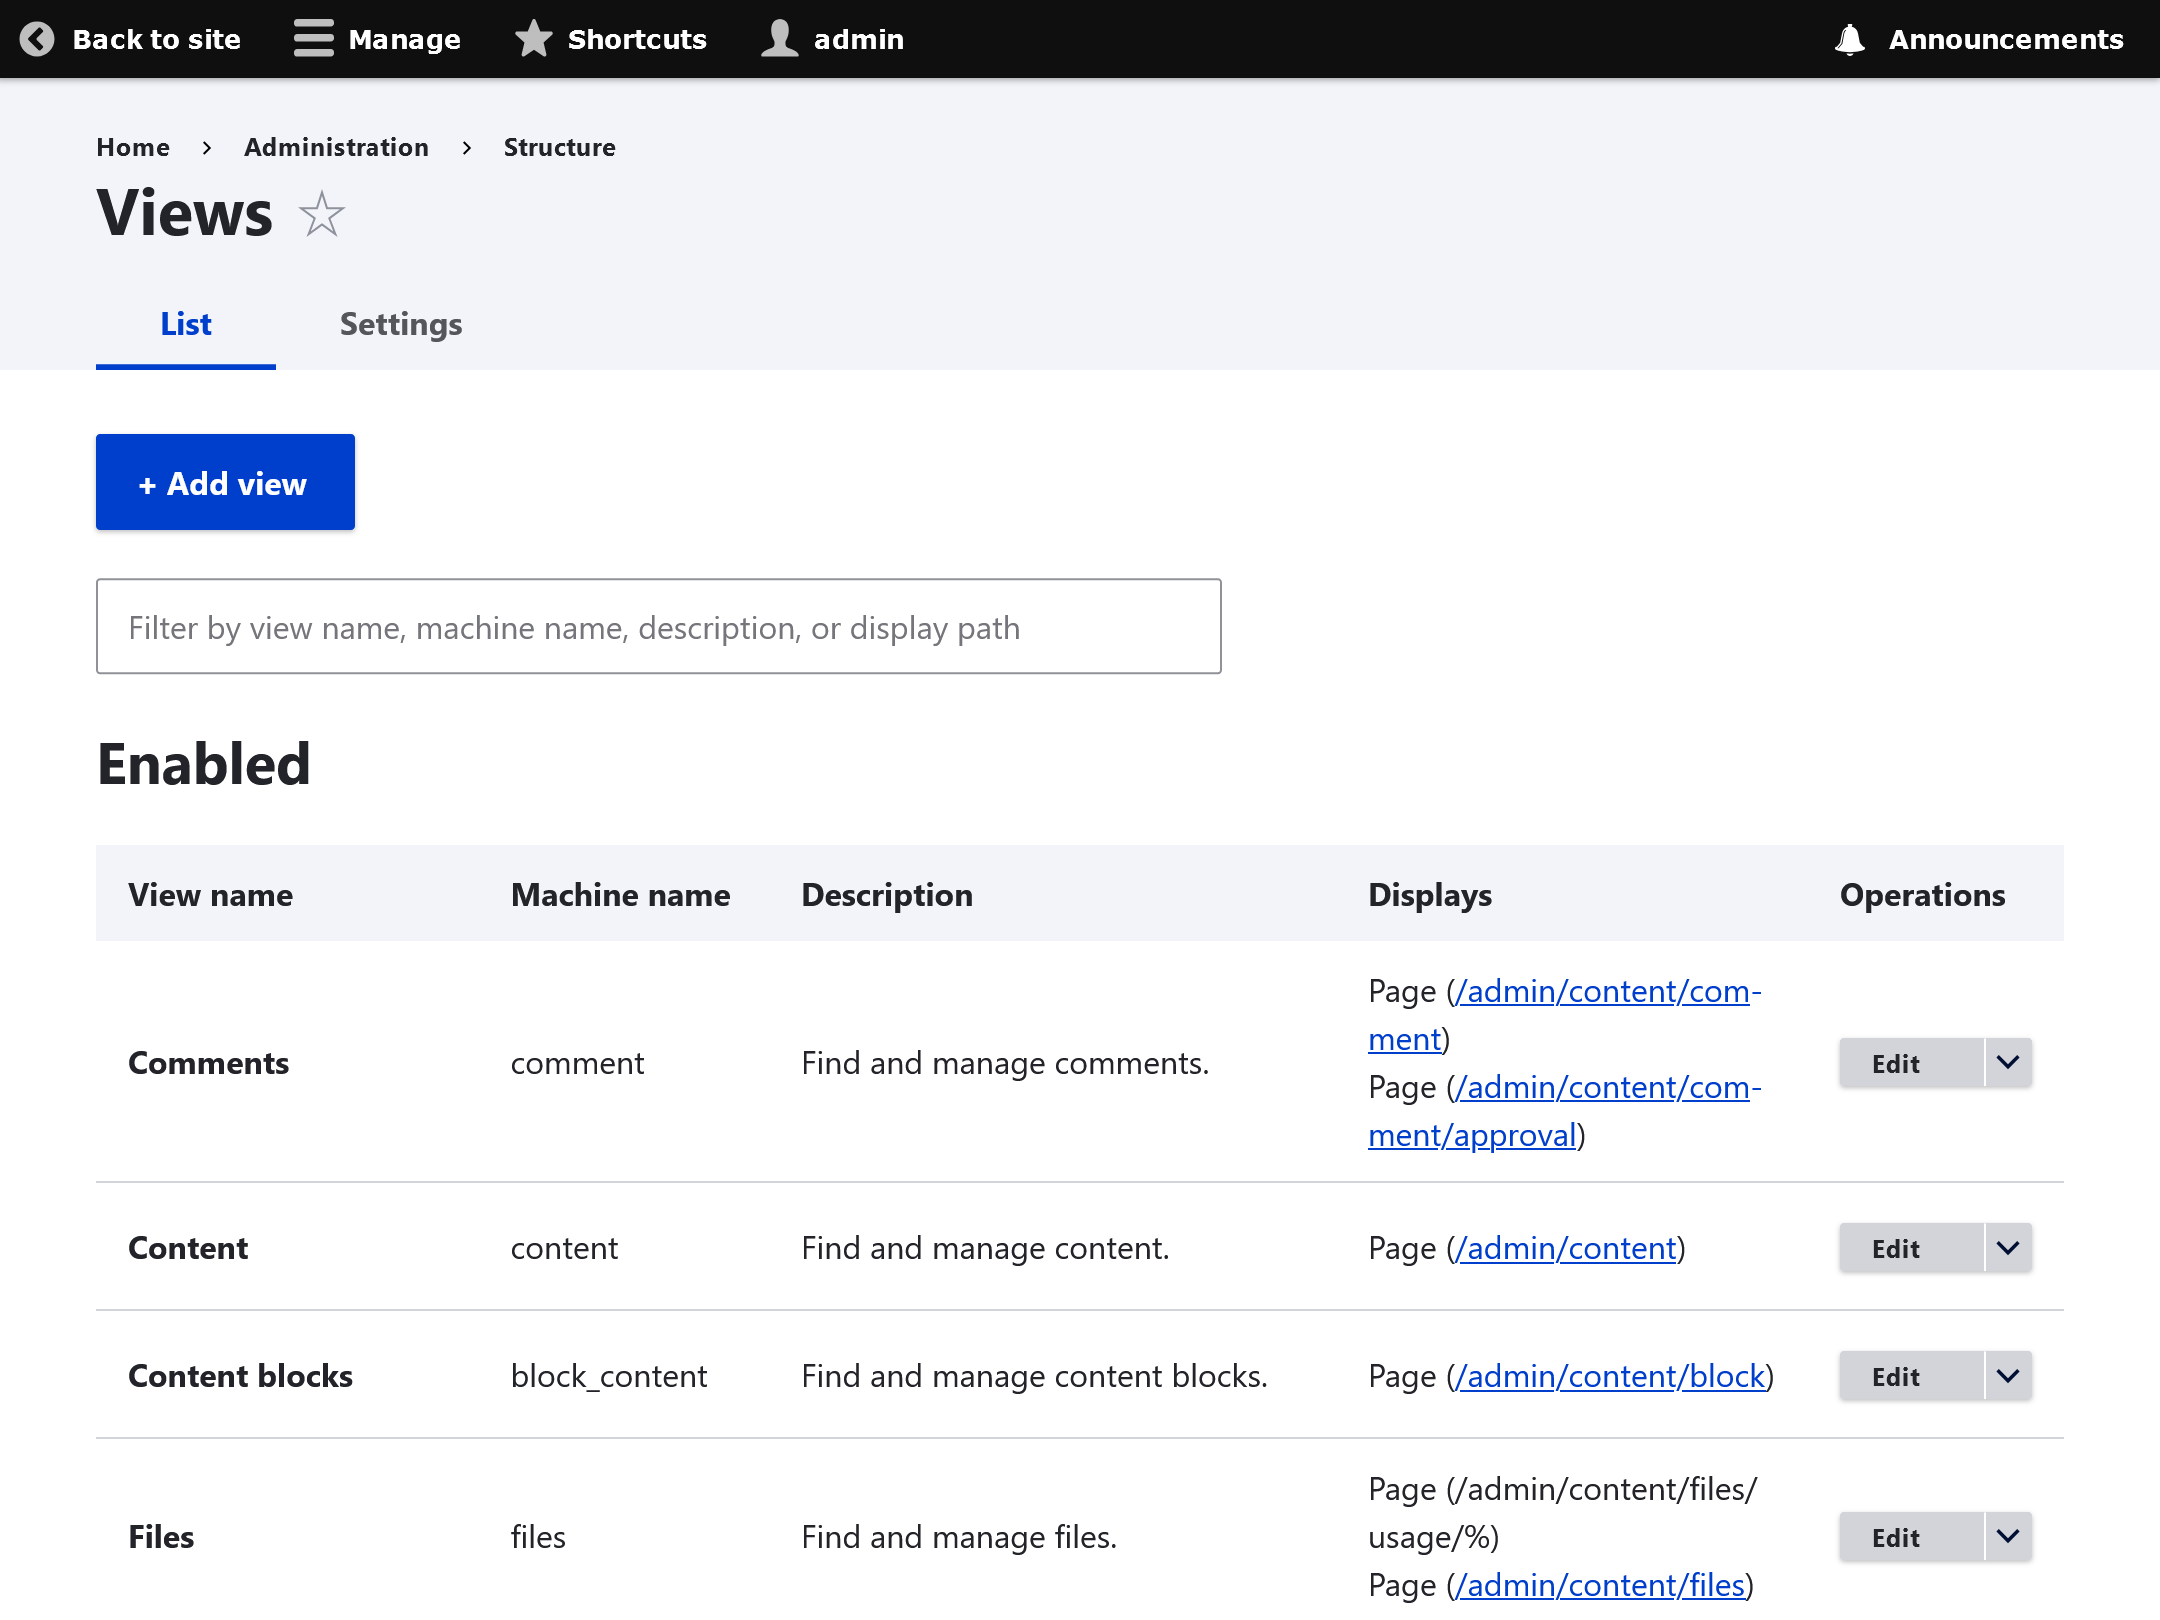 Back to site Manage Shortcuts admin Announcements
Home > Administration > Structure
Views
List Settings
+ Add view
Filter by view name, machine name, description, or display path
Enabled
View name Machine name Description Displays Operations
Comments comment Find and manage comments. Page (/admin/content/com-
ment)
Page (/admin/content/com-
ment/approval) Edit
Content content Find and manage content. Page (/admin/content) Edit
Content blocks block_content Find and manage content blocks. Page (/admin/content/block) Edit
Files files Find and manage files. Page (/admin/content/files/
usage/%)
Page (/admin/content/files) Edit